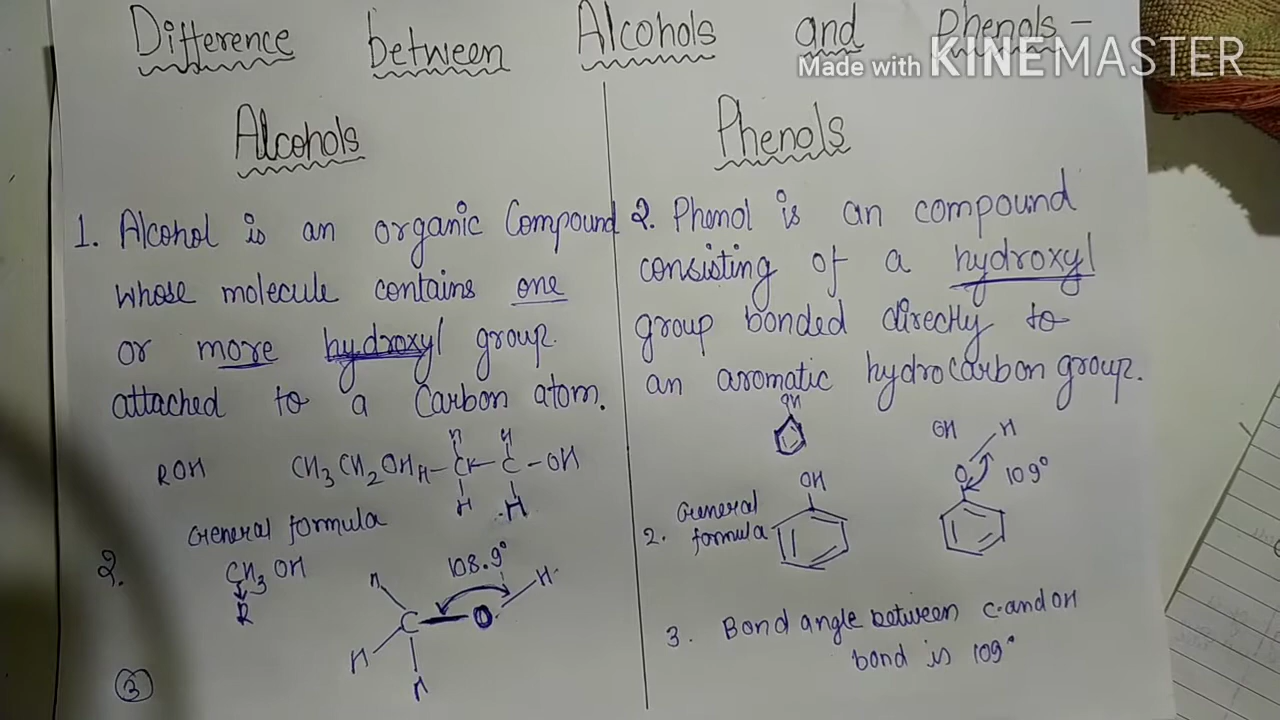 Difference between Alcohols and Phenols -
Made with KINEMASTER
Alcohols
1. Alcohol is an organic Compound
whose molecule contains one
or more hydroxyl group.
attached to a Carbon atom.
ROH
CH3CH2OH
H H
H-C-C-OH
H H
General formula
2.
CH3OH
R
108.9°
H H
C O
H H
3
Phenols
2. Phenol is an compound
consisting of a hydroxyl
group bonded directly to
an aromatic hydrocarbon group.
OH
OH H
O 109°
2. General OH
formula
3. Bond angle between C-and OH
bond is 109°